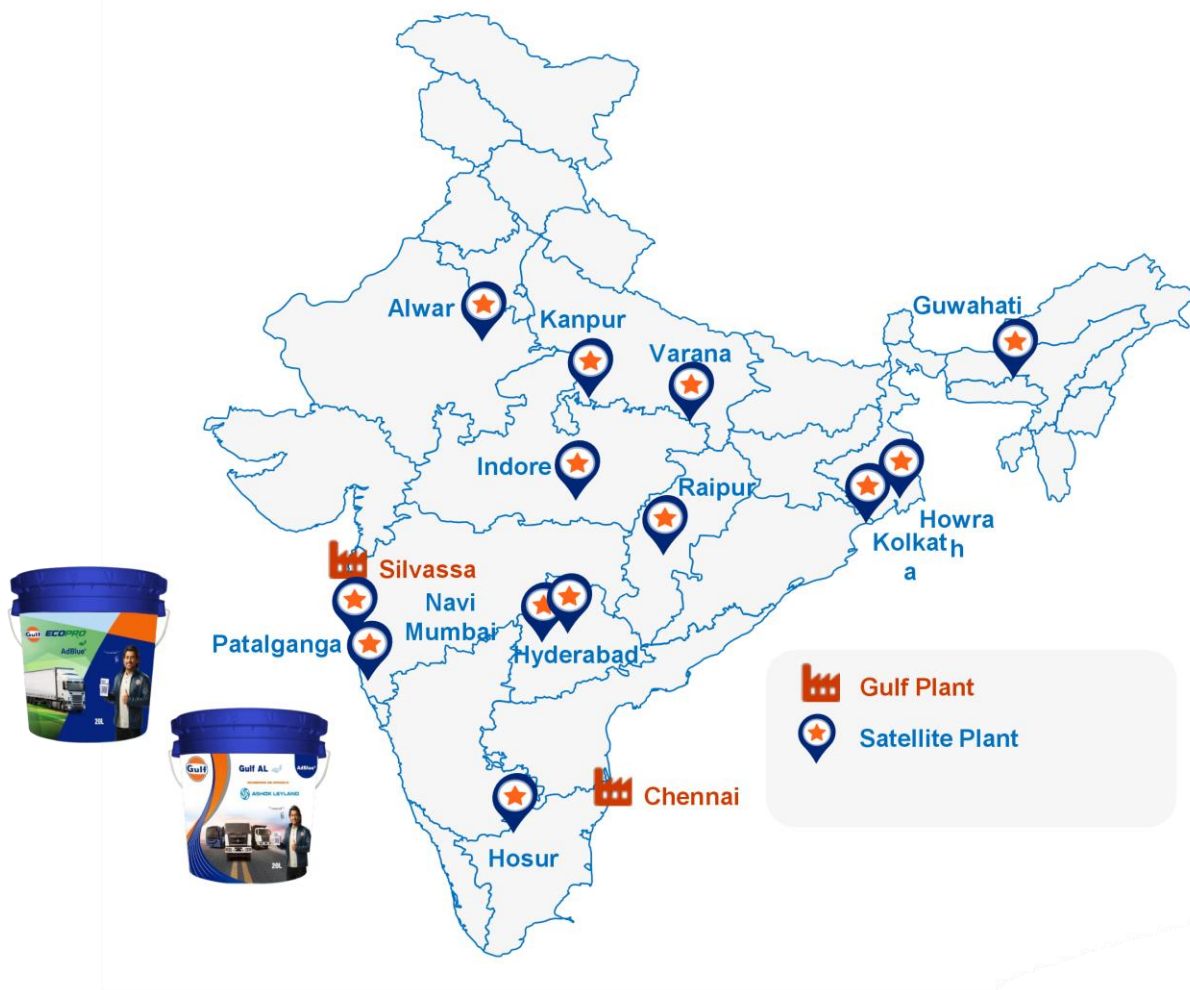 Guwahati
Alwar
Kanpur
Varana
Indore
Raipur
Howra
h
Kolkat
a
Silvassa
Navi
Mumbai
Patalganga
Hyderabad
Gulf Plant
Satellite Plant
Chennai
Hosur
Gulf
ECOPRO
AdBlue
20L
Gulf
Gulf AL
AdBlue
ASHOK LEYLAND
20L